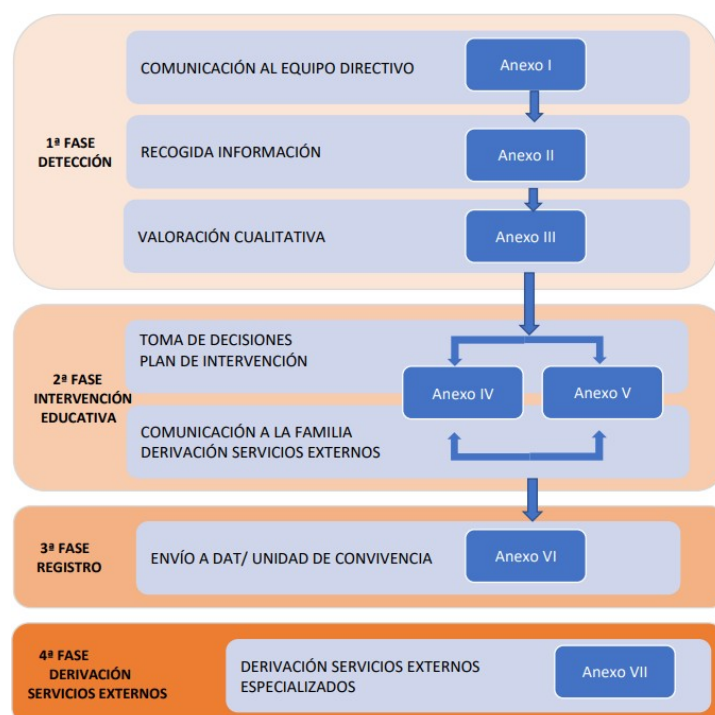 1ª FASE
DETECCIÓN
COMUNICACIÓN AL EQUIPO DIRECTIVO
Anexo I
RECOGIDA INFORMACIÓN
Anexo II
VALORACIÓN CUALITATIVA
Anexo III
2ª FASE
INTERVENCIÓN
EDUCATIVA
TOMA DE DECISIONES
PLAN DE INTERVENCIÓN
Anexo IV
Anexo V
COMUNICACIÓN A LA FAMILIA
DERIVACIÓN SERVICIOS EXTERNOS
3ª FASE
REGISTRO
ENVÍO A DAT/ UNIDAD DE CONVIVENCIA
Anexo VI
4ª FASE
DERIVACIÓN
SERVICIOS EXTERNOS
DERIVACIÓN SERVICIOS EXTERNOS
ESPECIALIZADOS
Anexo VII